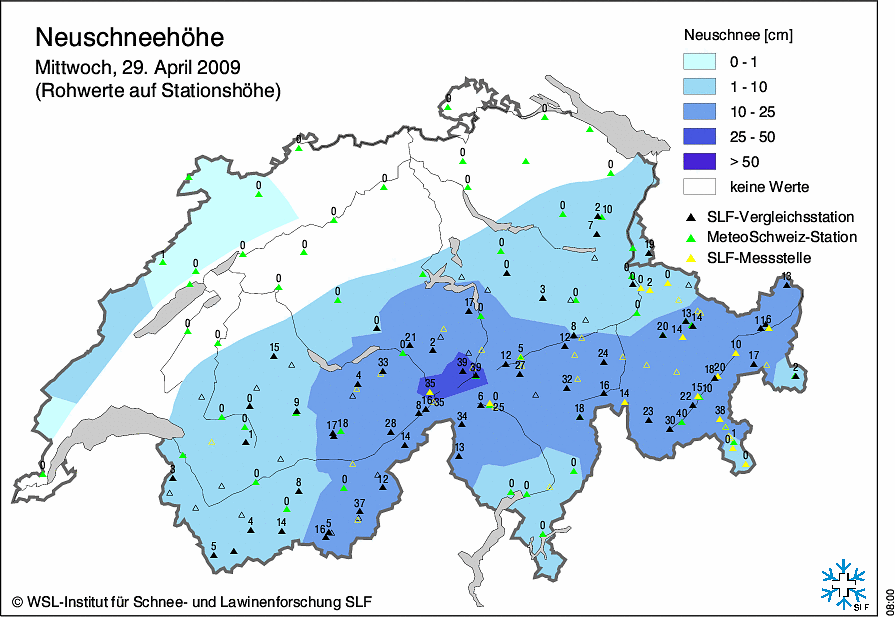 Neuschneehöhe
Mittwoch, 29. April 2009
(Rohwerte auf Stationshöhe)
Neuschnee [cm]
0 - 1
1 - 10
10 - 25
25 - 50
> 50
keine Werte
SLF-Vergleichsstation
MeteoSchweiz-Station
SLF-Messstelle
0
0
0
0
0 0
0
0 0
2 10
0 7
1 0 0 0 0 19
0 0 0 0 2 0 13
0 3 0
0 0 17 0 0 13 14 11 16
0 21 8 20 14
15 0 2 12 10
33 39 39 12 5 24 17
4 35 27 18 20 2
32 16 15 10
0 9 8 16 35 6 0 25 18 14 22
0 17 18 28 34 23 30 40 38
1 14 13 0 1
0 0
3 0 8 0 12 0 0
0 37
4 14 16 5 0
5
© WSL-Institut für Schnee- und Lawinenforschung SLF
SLF
08:00